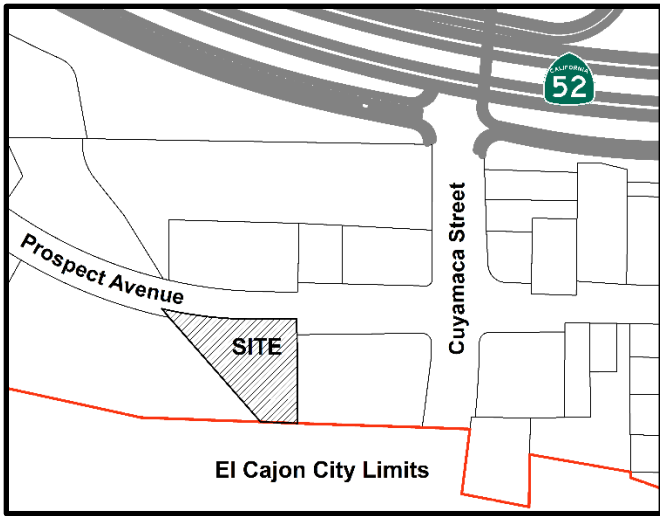 CALIFORNIA
52
Cuyamaca Street
Prospect Avenue
SITE
El Cajon City Limits